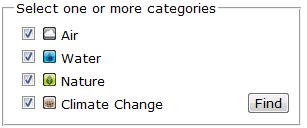 Select one or more categories
Air
Water
Nature
Climate Change
Find